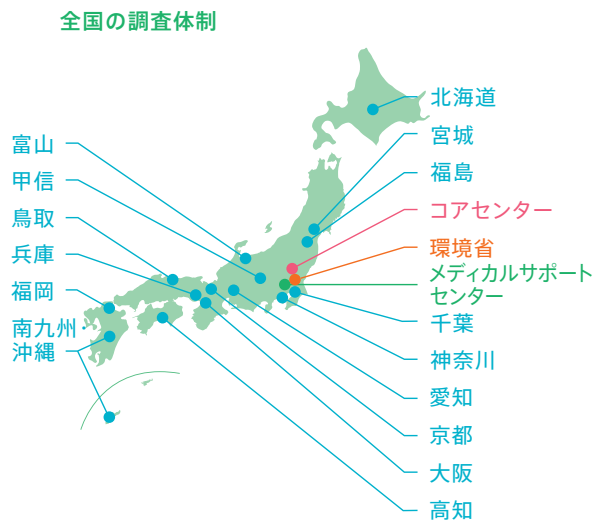 全国の調査体制
富山
甲信
鳥取
兵庫
福岡
南九州・
沖縄
北海道
宮城
福島
コアセンター
環境省
メディカルサポート
センター
千葉
神奈川
愛知
京都
大阪
高知